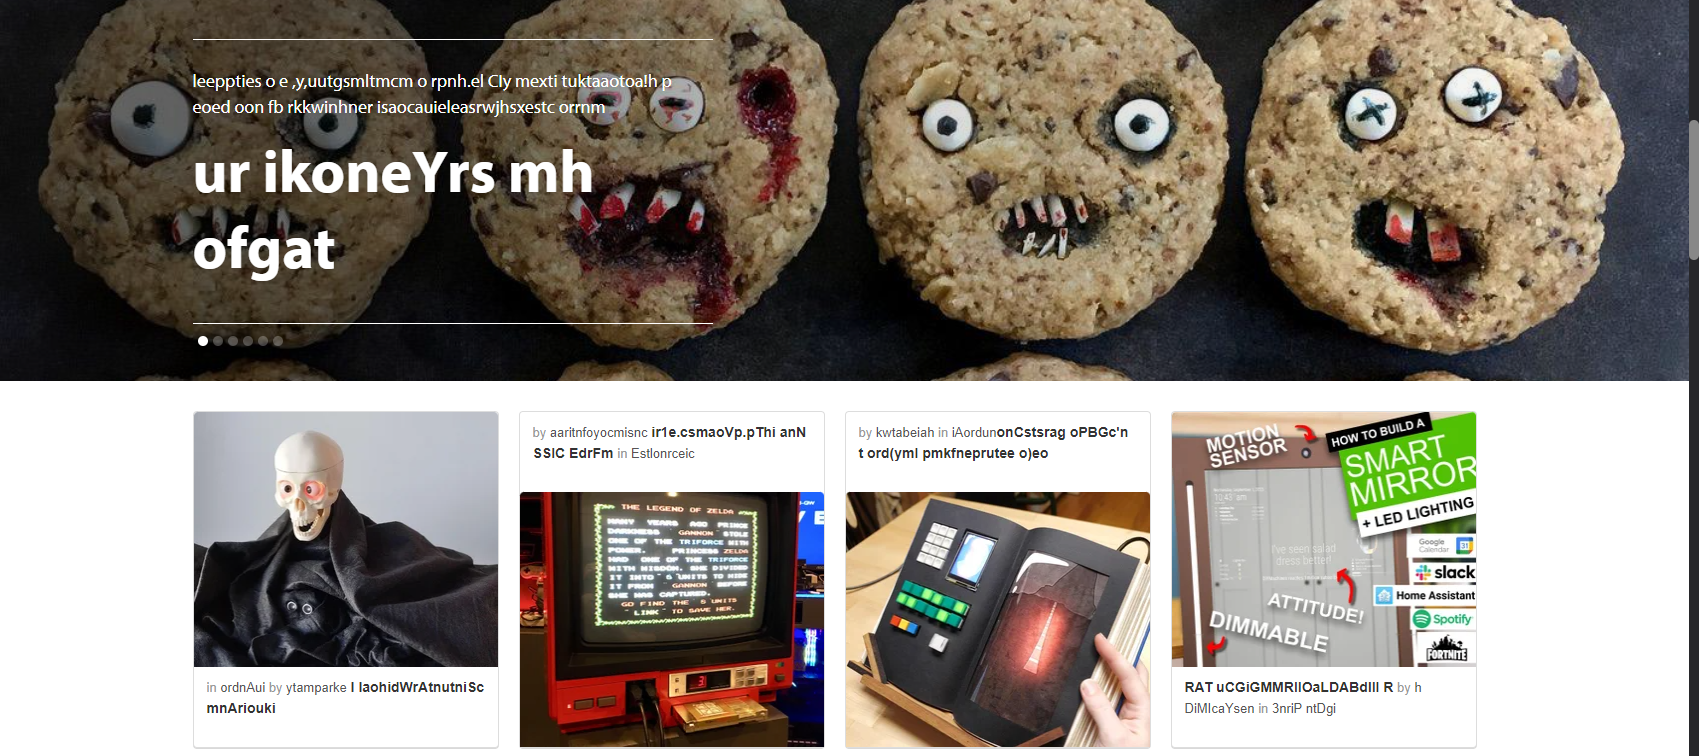 leeppties o e ,y,uutgsmltmcm o rpnh.el Cly mexti tuktaaotoa!h p
eoed oon fb rkkwinhner isaocauieleasrwjhsxestc orrnm
ur ikoneYrs mh
ofgat
in ordnAui by ytamparke I IaohidWrAtnutniSc
mnAriouki
by aaritnfoyocmisnc ir1e.csmaoVp.pThi anN
SSIC EdrFm in Estlonrceic
THE LEGEND OF ZELDA
MANY YEARS AGO PRINCE
DARKNESS GANNON STOLE
ONE OF THE TRIFORCE WITH
POWER. PRINCESS ZELDA
HAD ONE OF THE TRIFORCE
WITH WISDOM. SHE DIVIDED
IT INTO 8 UNITS TO HIDE
IT FROM GANNON BEFORE
SHE WAS CAPTURED.
GO FIND THE 8 UNITS
LINK TO SAVE HER.
3
by kwtabeiah in iAordunonCstsrag oPBGc'n
t ord(yml pmkfneprutee o)eo
MOTION
SENSOR
HOW TO BUILD A
SMART
MIRROR
+ LED LIGHTING
I've seen salad
dress better!
Google
Calendar
31
slack
Home Assistant
Spotify
FORTNITE
ATTITUDE!
DIMMABLE
RAT uCGiGMMRIIOaLDABdIII R by h
DiMIcaYsen in 3nriP ntDgi